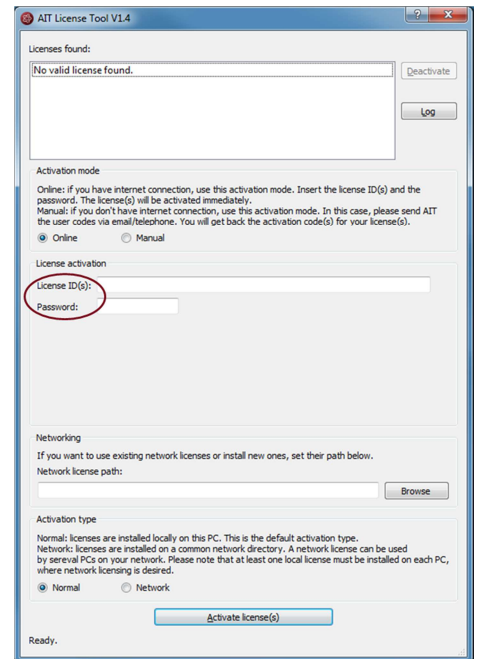 AIT License Tool V1.4
Licenses found:
No valid license found.
Deactivate
Log
Activation mode
Online: if you have internet connection, use this activation mode. Insert the license ID(s) and the
password. The license(s) will be activated immediately.
Manual: if you don't have internet connection, use this activation mode. In this case, please send AIT
the user codes via email/telephone. You will get back the activation code(s) for your license(s).
Online Manual
License activation
License ID(s):
Password:
Networking
If you want to use existing network licenses or install new ones, set their path below.
Network license path:
Browse
Activation type
Normal: licenses are installed locally on this PC. This is the default activation type.
Network: licenses are installed on a common network directory. A network license can be used
by sereval PCs on your network. Please note that at least one local license must be installed on each PC,
where network licensing is desired.
Normal Network
Activate license(s)
Ready.